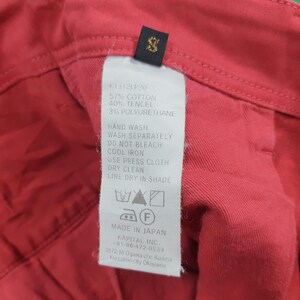 S
57% COTTON
40% TENCEL
3% POLYURETHANE
HAND WASH
WASH SEPARATELY
DO NOT BLEACH
COOL IRON
USE PRESS CLOTH
DRY CLEAN
LINE DRY IN SHADE
F
MADE IN JAPAN
KAPITAL INC.